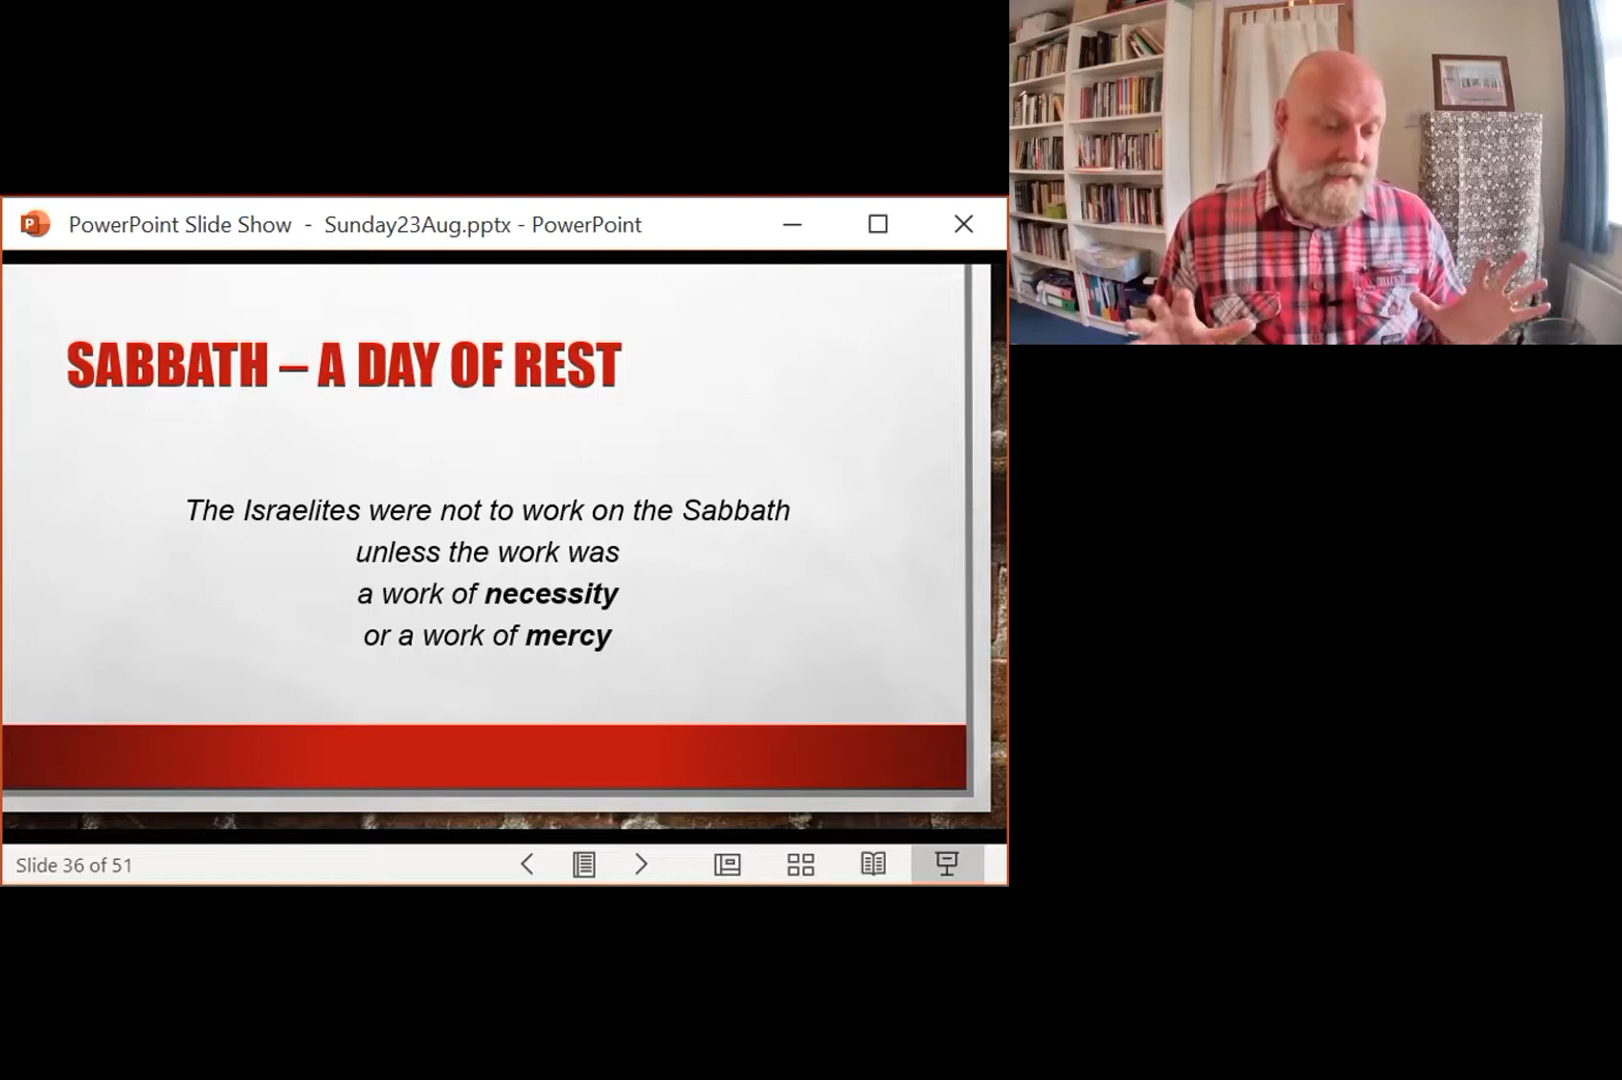 PowerPoint Slide Show - Sunday23Aug.pptx - PowerPoint
SABBATH – A DAY OF REST
The Israelites were not to work on the Sabbath
unless the work was
a work of necessity
or a work of mercy
Slide 36 of 51